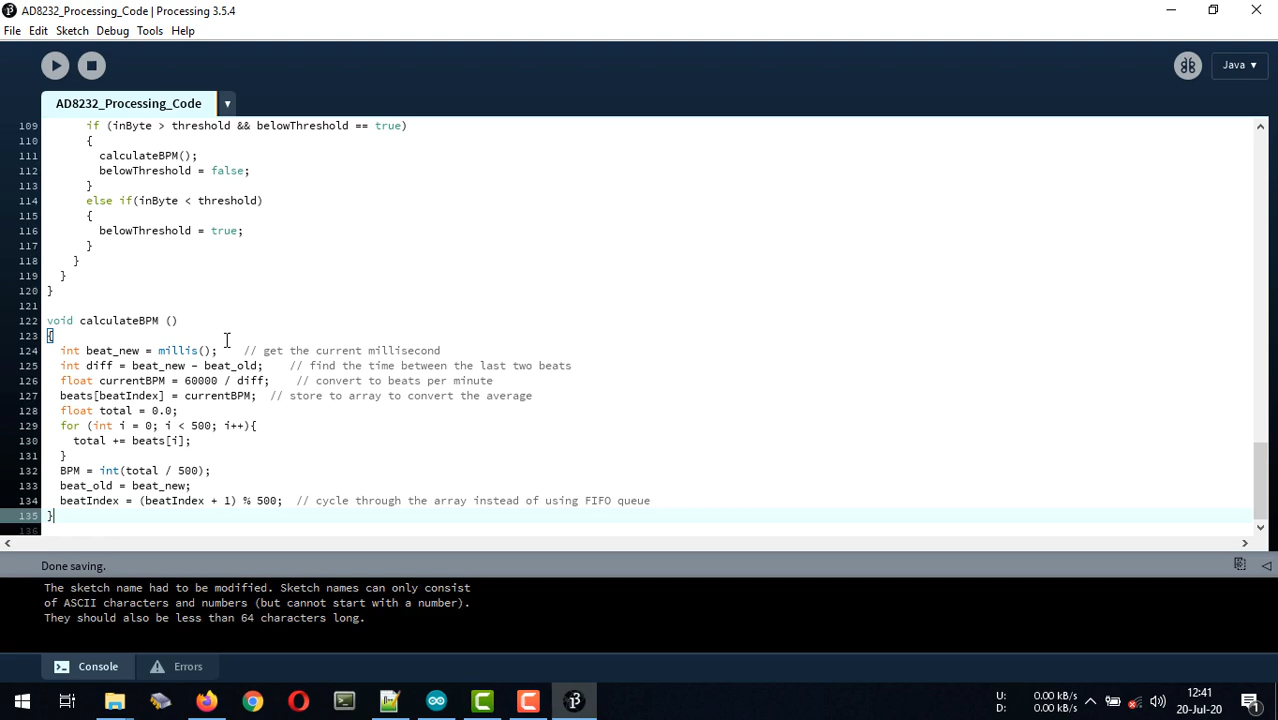 AD8232_Processing_Code | Processing 3.5.4
File Edit Sketch Debug Tools Help
Java ▾
AD8232_Processing_Code ▾
109 if (inByte > threshold && belowThreshold == true)
110 {
111 calculateBPM();
112 belowThreshold = false;
113 }
114 else if(inByte < threshold)
115 {
116 belowThreshold = true;
117 }
118 }
119 }
120 }
121
122 void calculateBPM ()
123 {
124 int beat_new = millis(); // get the current millisecond
125 int diff = beat_new - beat_old; // find the time between the last two beats
126 float currentBPM = 60000 / diff; // convert to beats per minute
127 beats[beatIndex] = currentBPM; // store to array to convert the average
128 float total = 0.0;
129 for (int i = 0; i < 500; i++){
130 total += beats[i];
131 }
132 BPM = int(total / 500);
133 beat_old = beat_new;
134 beatIndex = (beatIndex + 1) % 500; // cycle through the array instead of using FIFO queue
135 }
136
Done saving.
The sketch name had to be modified. Sketch names can only consist
of ASCII characters and numbers (but cannot start with a number).
They should also be less than 64 characters long.
Console Errors
U: 0.00 kB/s
D: 0.00 kB/s
12:41
20-Jul-20
1